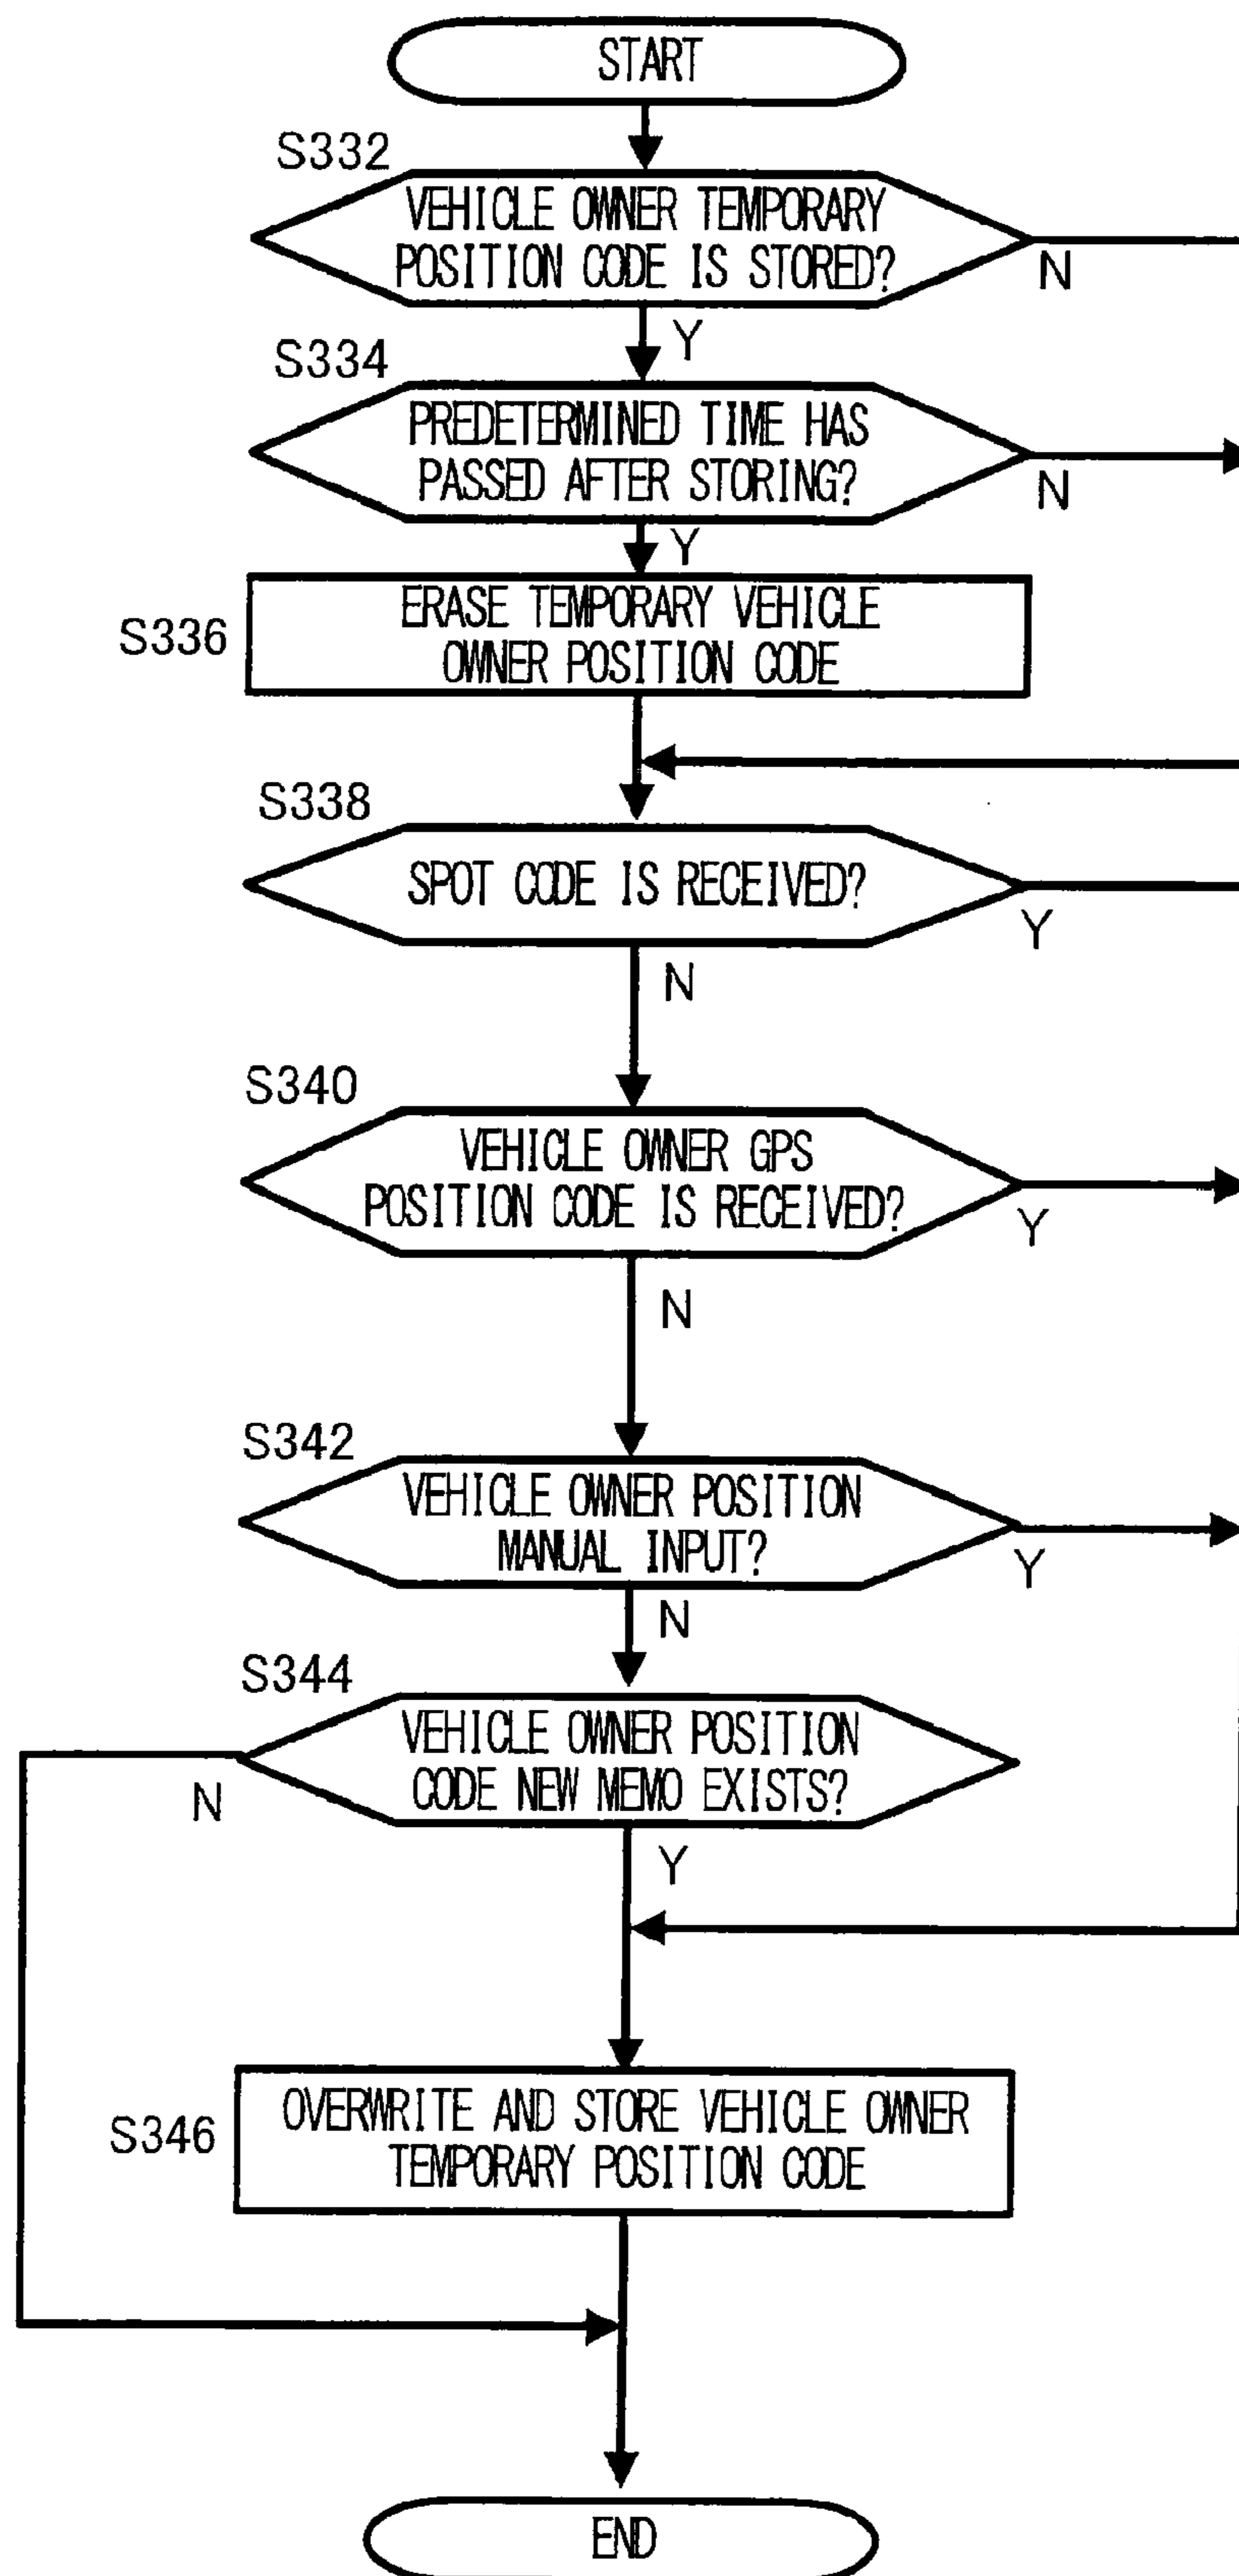 START
S332
VEHICLE OWNER TEMPORARY
POSITION CODE IS STORED?
N
Y
S334
PREDETERMINED TIME HAS
PASSED AFTER STORING?
N
Y
S336
ERASE TEMPORARY VEHICLE
OWNER POSITION CODE
S338
SPOT CODE IS RECEIVED?
Y
N
S340
VEHICLE OWNER GPS
POSITION CODE IS RECEIVED?
Y
N
S342
VEHICLE OWNER POSITION
MANUAL INPUT?
Y
N
S344
VEHICLE OWNER POSITION
CODE NEW MEMO EXISTS?
N
Y
S346
OVERWRITE AND STORE VEHICLE OWNER
TEMPORARY POSITION CODE
END